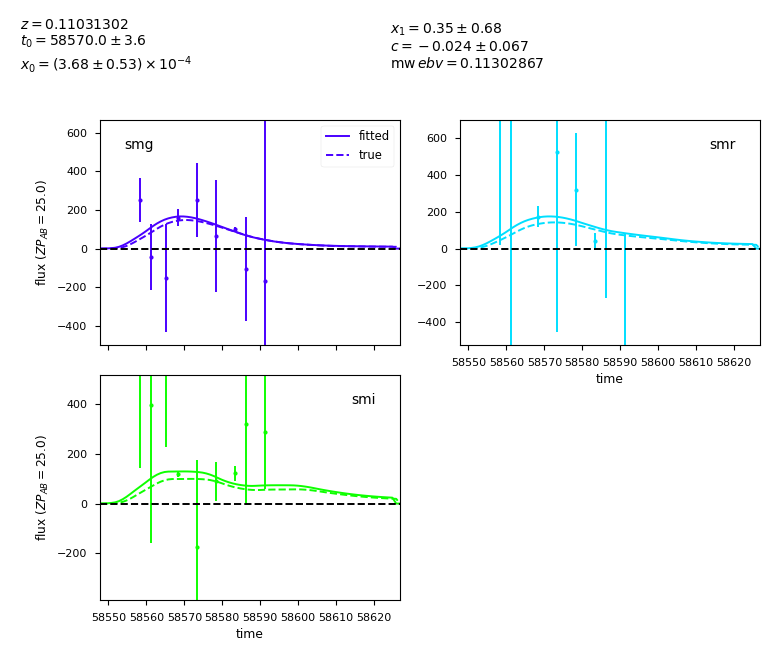 z = 0.11031302
t₀ = 58570.0 ± 3.6
x₀ = (3.68 ± 0.53) × 10⁻⁴
x₁ = 0.35 ± 0.68
c = −0.024 ± 0.067
mw ebv = 0.11302867
smg
fitted
true
600
400
200
0
−200
−400
flux (ZP_AB = 25.0)
smr
600
400
200
0
−200
−400
58550 58560 58570 58580 58590 58600 58610 58620
time
smi
400
200
0
−200
flux (ZP_AB = 25.0)
58550 58560 58570 58580 58590 58600 58610 58620
time